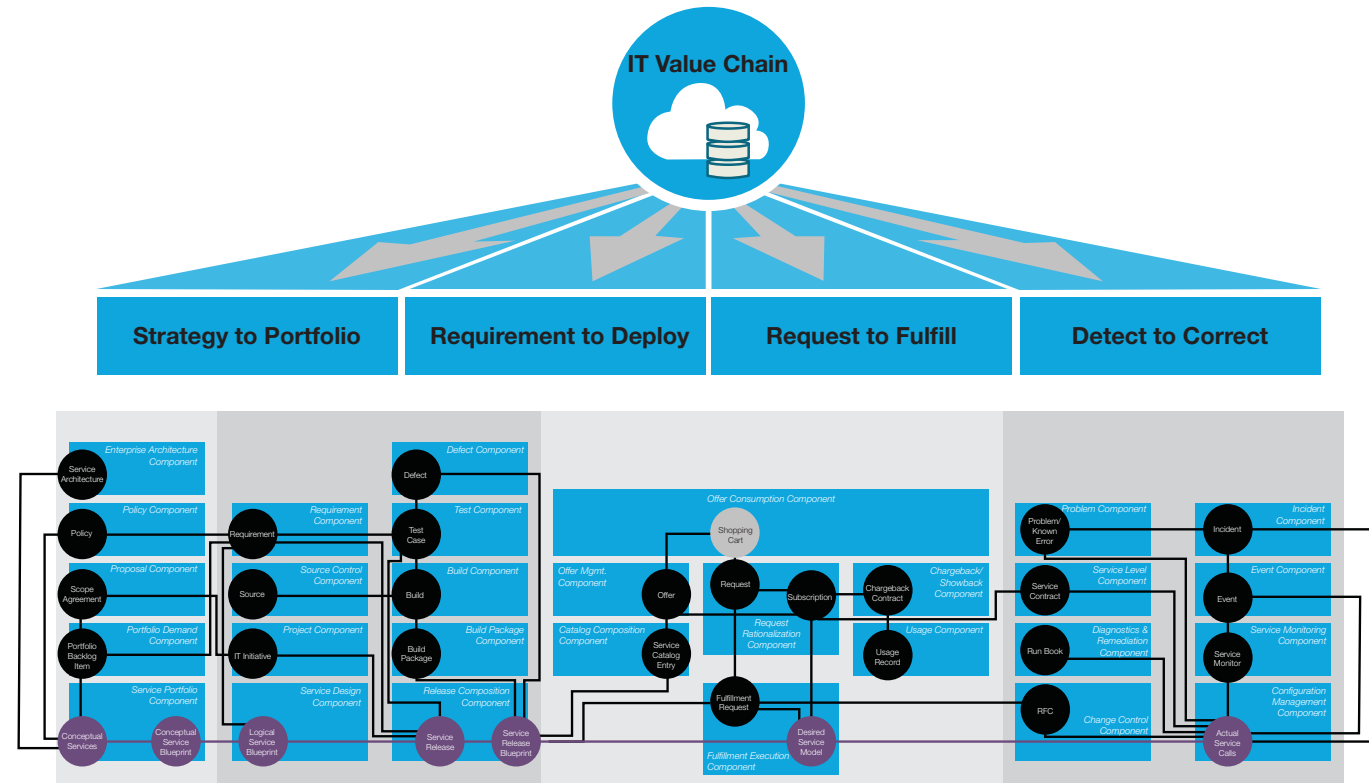 IT Value Chain
Strategy to Portfolio
Requirement to Deploy
Request to Fulfill
Detect to Correct
Enterprise Architecture
Component
Service
Architecture
Policy Component
Policy
Proposal Component
Scope
Agreement
Portfolio Demand
Component
Portfolio
Backlog
Item
Service Portfolio
Component
Conceptual
Services
Conceptual
Service
Blueprint
Requirement
Component
Requirement
Source Control
Component
Source
Project Component
IT Initiative
Service Design
Component
Logical
Service
Blueprint
Defect Component
Defect
Test Component
Test
Case
Build Component
Build
Build Package
Component
Build
Package
Release Composition
Component
Service
Release
Service
Release
Blueprint
Offer Consumption Component
Shopping
Cart
Offer Mgmt.
Component
Offer
Catalog Composition
Component
Service
Catalog
Entry
Request
Subscription
Request
Rationalization
Component
Chargeback/
Showback
Component
Chargeback
Contract
Usage Component
Usage
Record
Fulfillment
Request
Desired
Service
Model
Fulfillment Execution
Component
Problem Component
Problem/
Known
Error
Service Level
Component
Service
Contract
Diagnostics &
Remediation
Component
Run Book
RFC
Change Control
Component
Incident
Component
Incident
Event Component
Event
Service Monitoring
Component
Service
Monitor
Configuration
Management
Component
Actual
Service
Calls